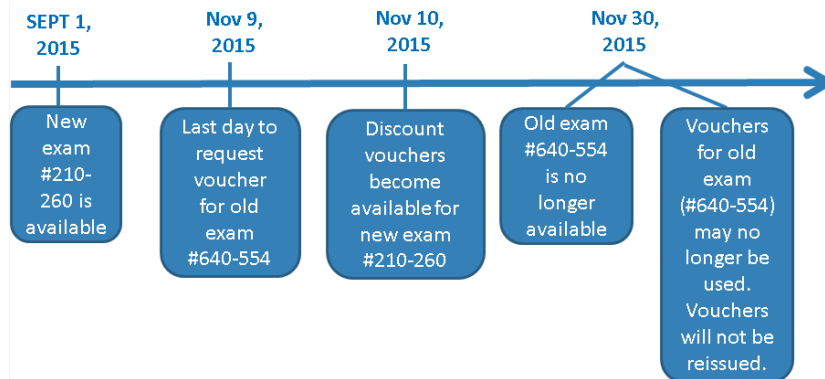 SEPT 1,
2015
Nov 9,
2015
Nov 10,
2015
Nov 30,
2015
New
exam
#210-
260 is
available
Last day to
request
voucher
for old
exam
#640-554
Discount
vouchers
become
available for
new exam
#210-260
Old exam
#640-554
is no
longer
available
Vouchers
for old
exam
(#640-554)
may no
longer be
used.
Vouchers
will not be
reissued.